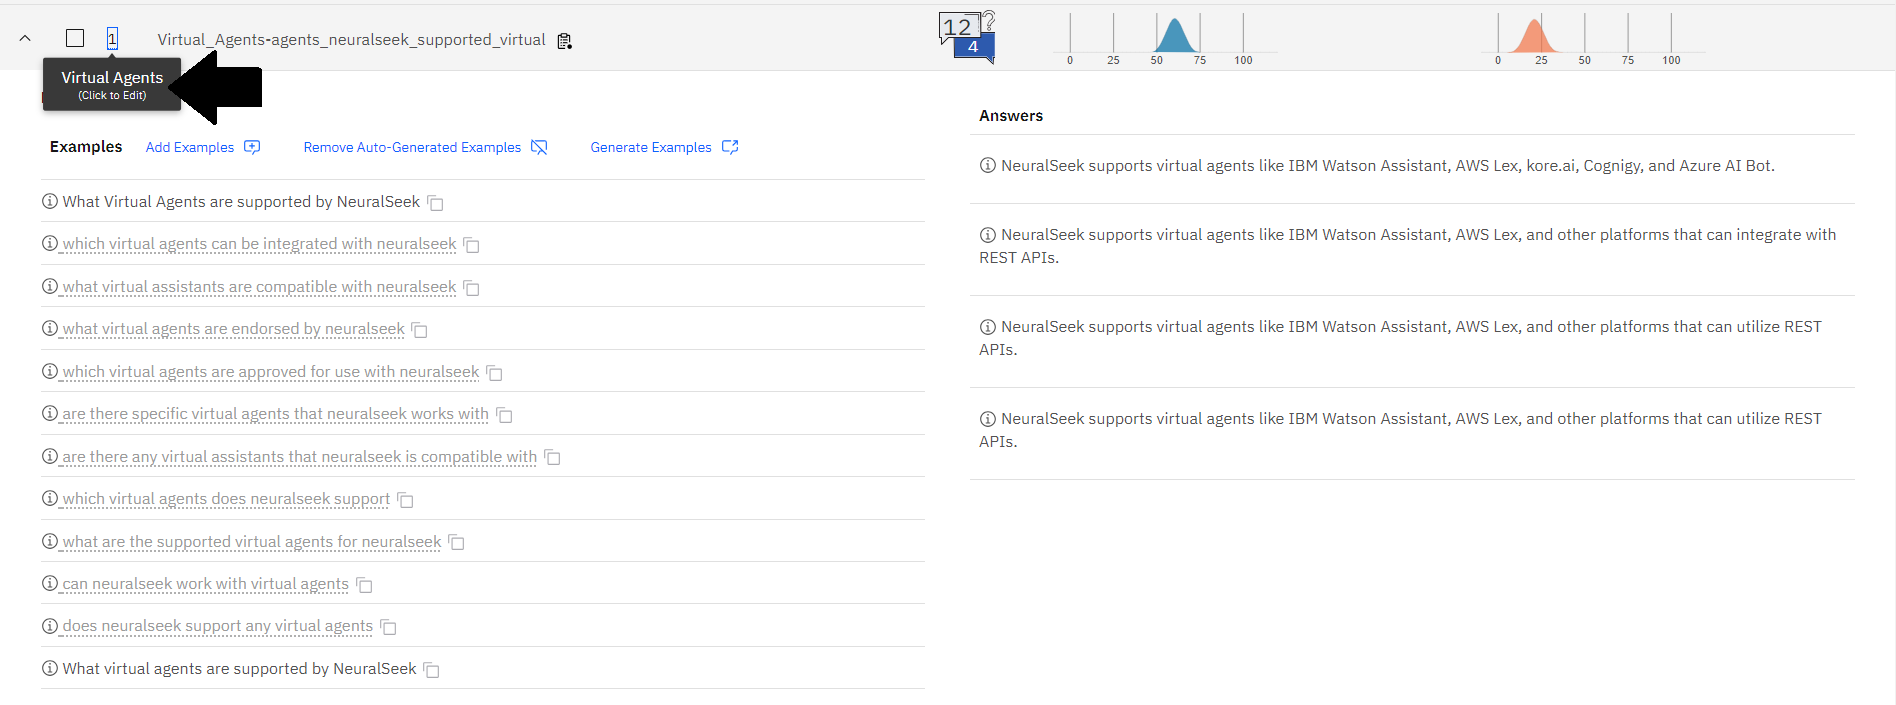 1
Virtual_Agents-agents_neuralseek_supported_virtual
12
?
4
0 25 50 75 100
0 25 50 75 100
Virtual Agents
(Click to Edit)
Examples
Add Examples
Remove Auto-Generated Examples
Generate Examples
What Virtual Agents are supported by NeuralSeek
which virtual agents can be integrated with neuralseek
what virtual assistants are compatible with neuralseek
what virtual agents are endorsed by neuralseek
which virtual agents are approved for use with neuralseek
are there specific virtual agents that neuralseek works with
are there any virtual assistants that neuralseek is compatible with
which virtual agents does neuralseek support
what are the supported virtual agents for neuralseek
can neuralseek work with virtual agents
does neuralseek support any virtual agents
What virtual agents are supported by NeuralSeek
Answers
NeuralSeek supports virtual agents like IBM Watson Assistant, AWS Lex, kore.ai, Cognigy, and Azure AI Bot.
NeuralSeek supports virtual agents like IBM Watson Assistant, AWS Lex, and other platforms that can integrate with
REST APIs.
NeuralSeek supports virtual agents like IBM Watson Assistant, AWS Lex, and other platforms that can utilize REST
APIs.
NeuralSeek supports virtual agents like IBM Watson Assistant, AWS Lex, and other platforms that can utilize REST
APIs.